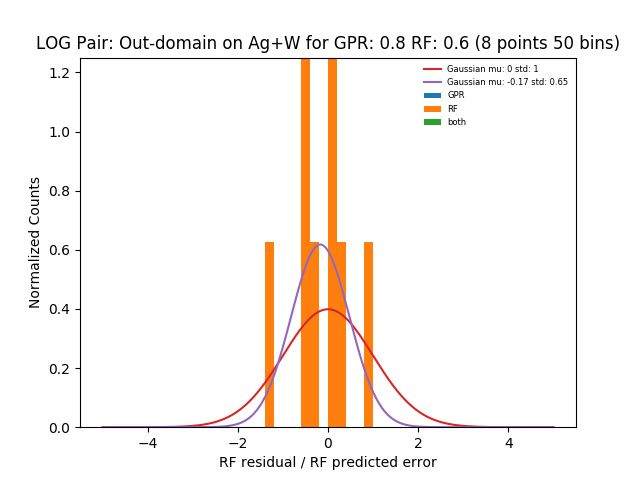 LOG Pair: Out-domain on Ag+W for GPR: 0.8 RF: 0.6 (8 points 50 bins)
Gaussian mu: 0 std: 1
Gaussian mu: -0.17 std: 0.65
GPR
RF
both
Normalized Counts
1.2
1.0
0.8
0.6
0.4
0.2
0.0
−4
−2
0
2
4
RF residual / RF predicted error